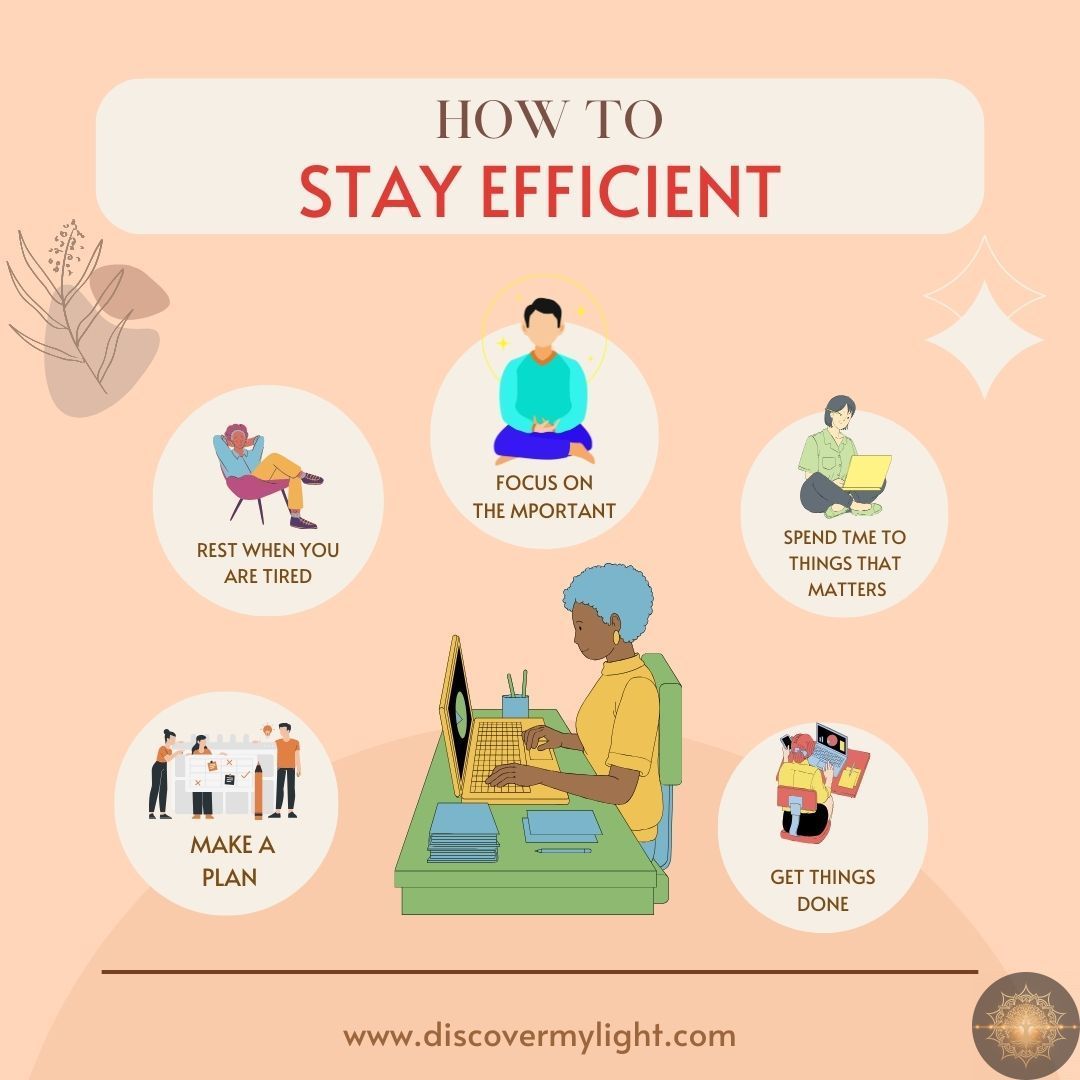 HOW TO
STAY EFFICIENT
FOCUS ON
THE MPORTANT
REST WHEN YOU
ARE TIRED
SPEND TME TO
THINGS THAT
MATTERS
MAKE A
PLAN
GET THINGS
DONE
www.discovermylight.com